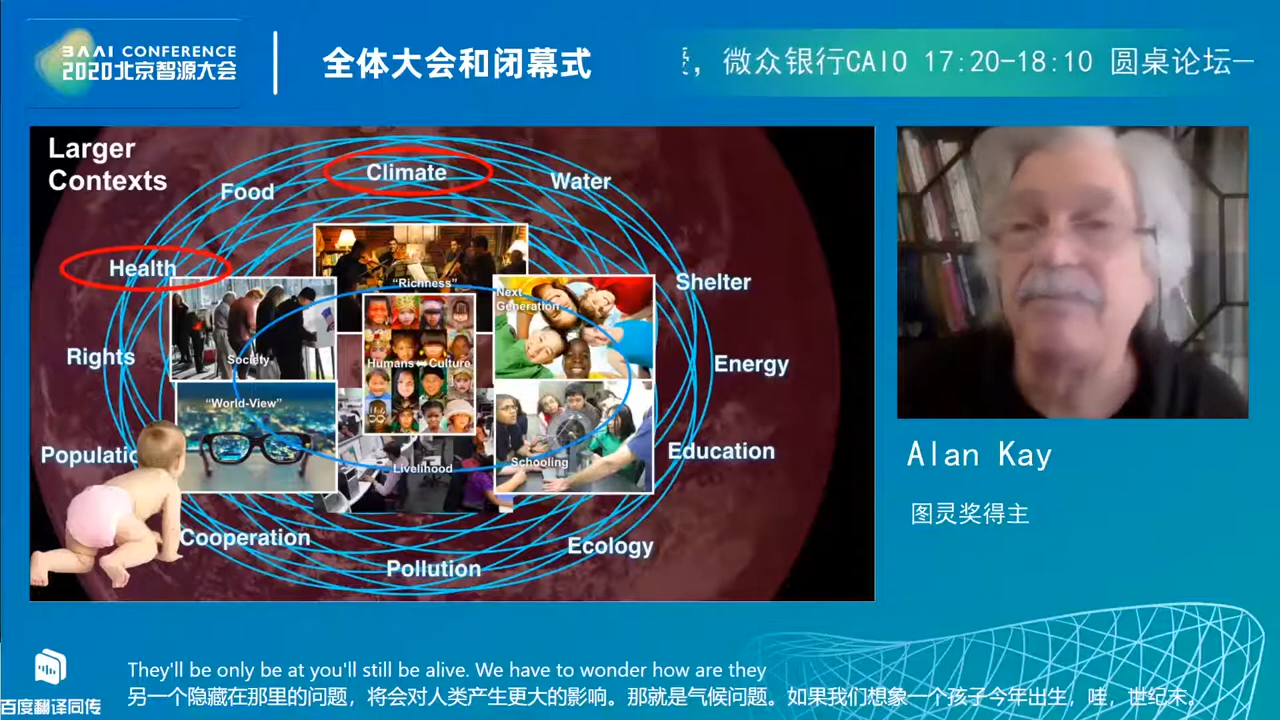 BAAI CONFERENCE
2020北京智源大会
全体大会和闭幕式
，微众银行CAIO 17:20-18:10 圆桌论坛一
Larger
Contexts
Climate
Food
Water
Health
"Richness"
Next
Generation
Shelter
Rights
Society
Humans↔Culture
Energy
"World-View"
Populatio
Livelihood
Schooling
Education
Cooperation
Ecology
Pollution
Alan Kay
图灵奖得主
They'll be only be at you'll still be alive. We have to wonder how are they
另一个隐藏在那里的问题，将会对人类产生更大的影响。那就是气候问题。如果我们想象一个孩子今年出生，哇，世纪末。
百度翻译同传